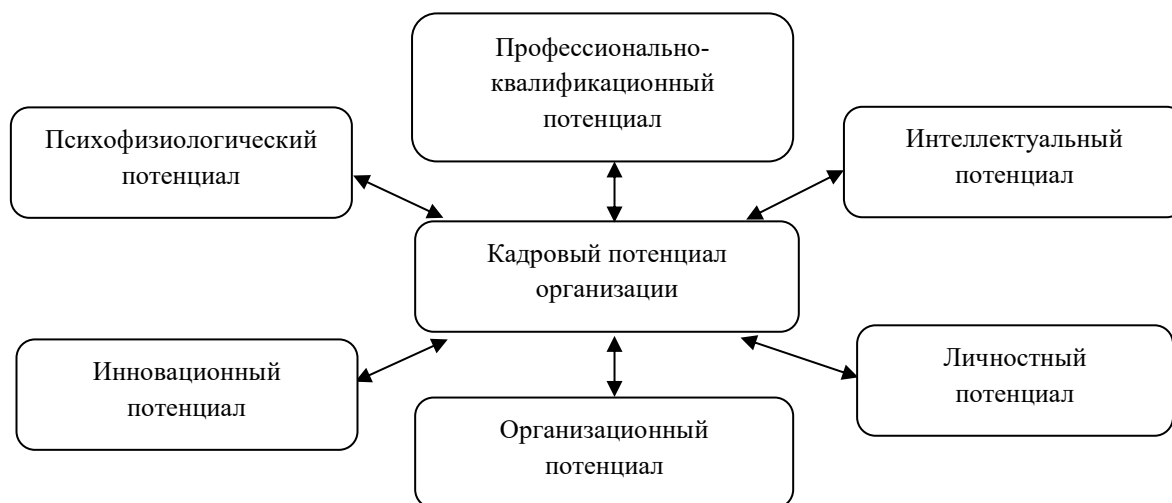 Профессионально-
квалификационный
потенциал
Психофизиологический
потенциал
Интеллектуальный
потенциал
Кадровый потенциал
организации
Инновационный
потенциал
Личностный
потенциал
Организационный
потенциал